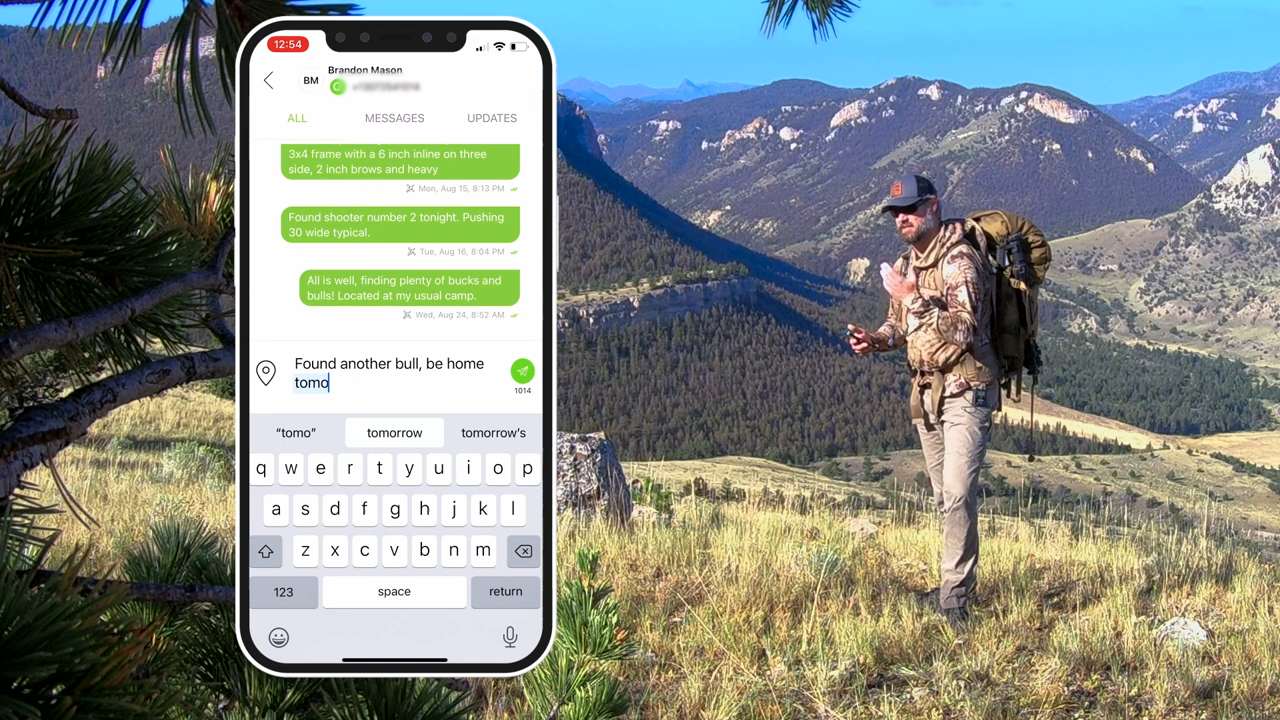 12:54
BM
Brandon Mason
ALL MESSAGES UPDATES
3x4 frame with a 6 inch inline on three
side, 2 inch brows and heavy
Mon, Aug 15, 8:13 PM
Found shooter number 2 tonight. Pushing
30 wide typical.
Tue, Aug 16, 8:04 PM
All is well, finding plenty of bucks and
bulls! Located at my usual camp.
Wed, Aug 24, 8:52 AM
Found another bull, be home
tomo
1014
“tomo” tomorrow tomorrow's
q w e r t y u i o p
a s d f g h j k l
z x c v b n m
123 space return